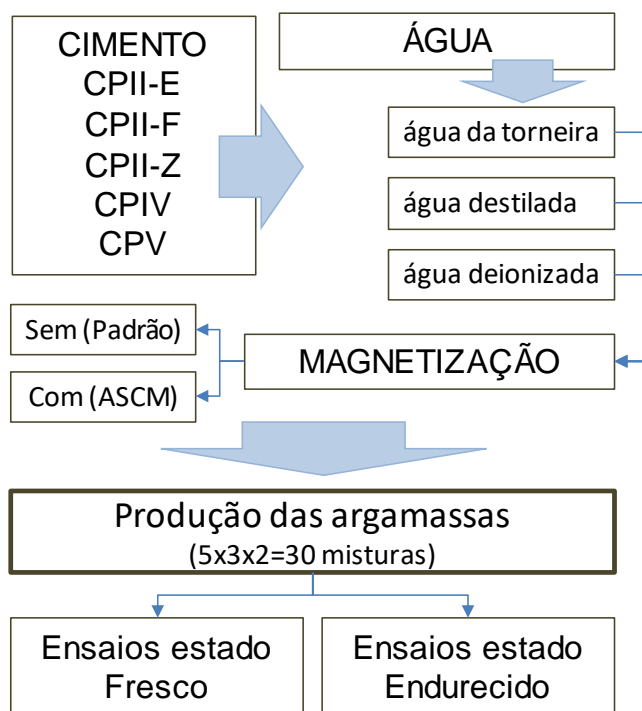 CIMENTO
CPII-E
CPII-F
CPII-Z
CPIV
CPV
ÁGUA
água da torneira
água destilada
água deionizada
Sem (Padrão)
Com (ASCM)
MAGNETIZAÇÃO
Produção das argamassas
(5x3x2=30 misturas)
Ensaios estado
Fresco
Ensaios estado
Endurecido